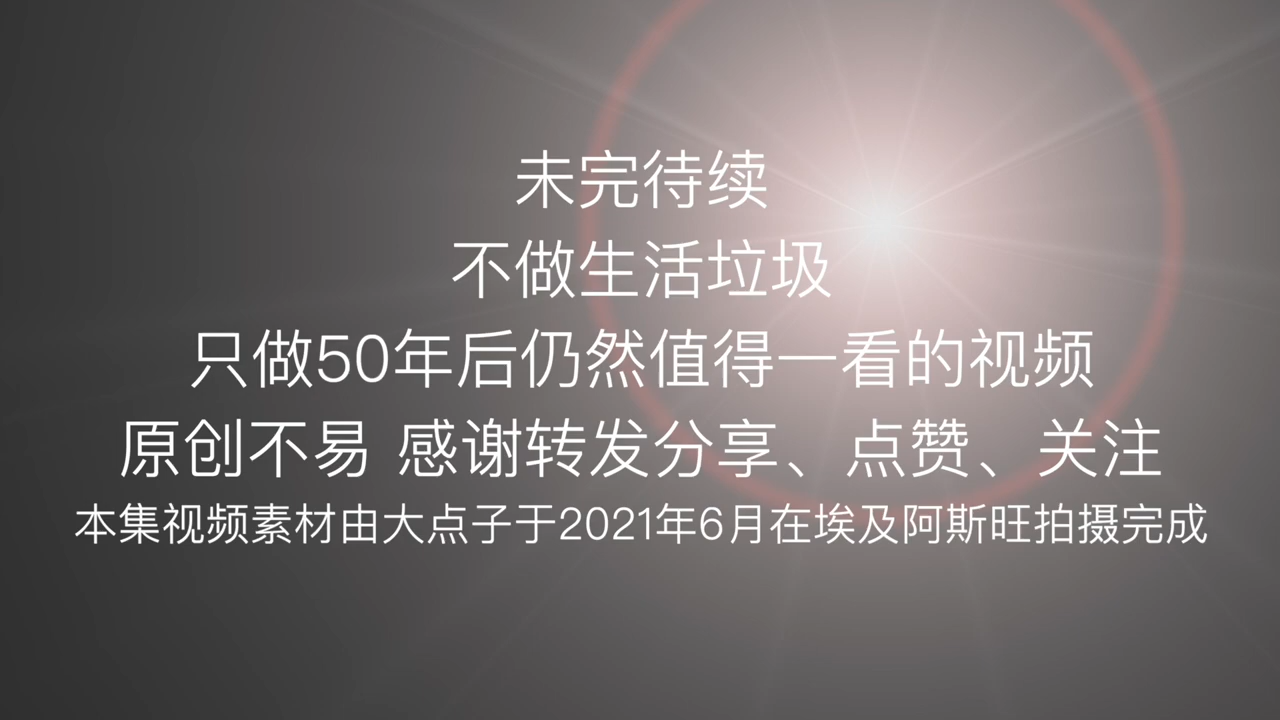 未完待续
不做生活垃圾
只做50年后仍然值得一看的视频
原创不易 感谢转发分享、点赞、关注
本集视频素材由大点子于2021年6月在埃及阿斯旺拍摄完成